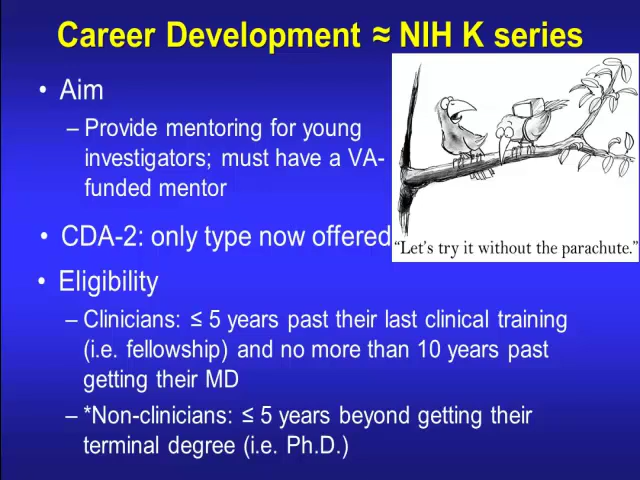 Career Development ≈ NIH K series
• Aim
– Provide mentoring for young
investigators; must have a VA-
funded mentor
• CDA-2: only type now offered
"Let's try it without the parachute."
• Eligibility
– Clinicians: ≤ 5 years past their last clinical training
(i.e. fellowship) and no more than 10 years past
getting their MD
– *Non-clinicians: ≤ 5 years beyond getting their
terminal degree (i.e. Ph.D.)